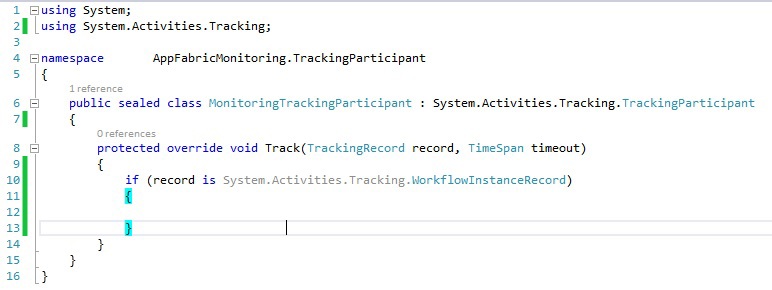 1 using System;
2 using System.Activities.Tracking;
3
4 namespace AppFabricMonitoring.TrackingParticipant
5 {
1 reference
6 public sealed class MonitoringTrackingParticipant : System.Activities.Tracking.TrackingParticipant
7 {
0 references
8 protected override void Track(TrackingRecord record, TimeSpan timeout)
9 {
10 if (record is System.Activities.Tracking.WorkflowInstanceRecord)
11 {
12
13 }
14 }
15 }
16 }